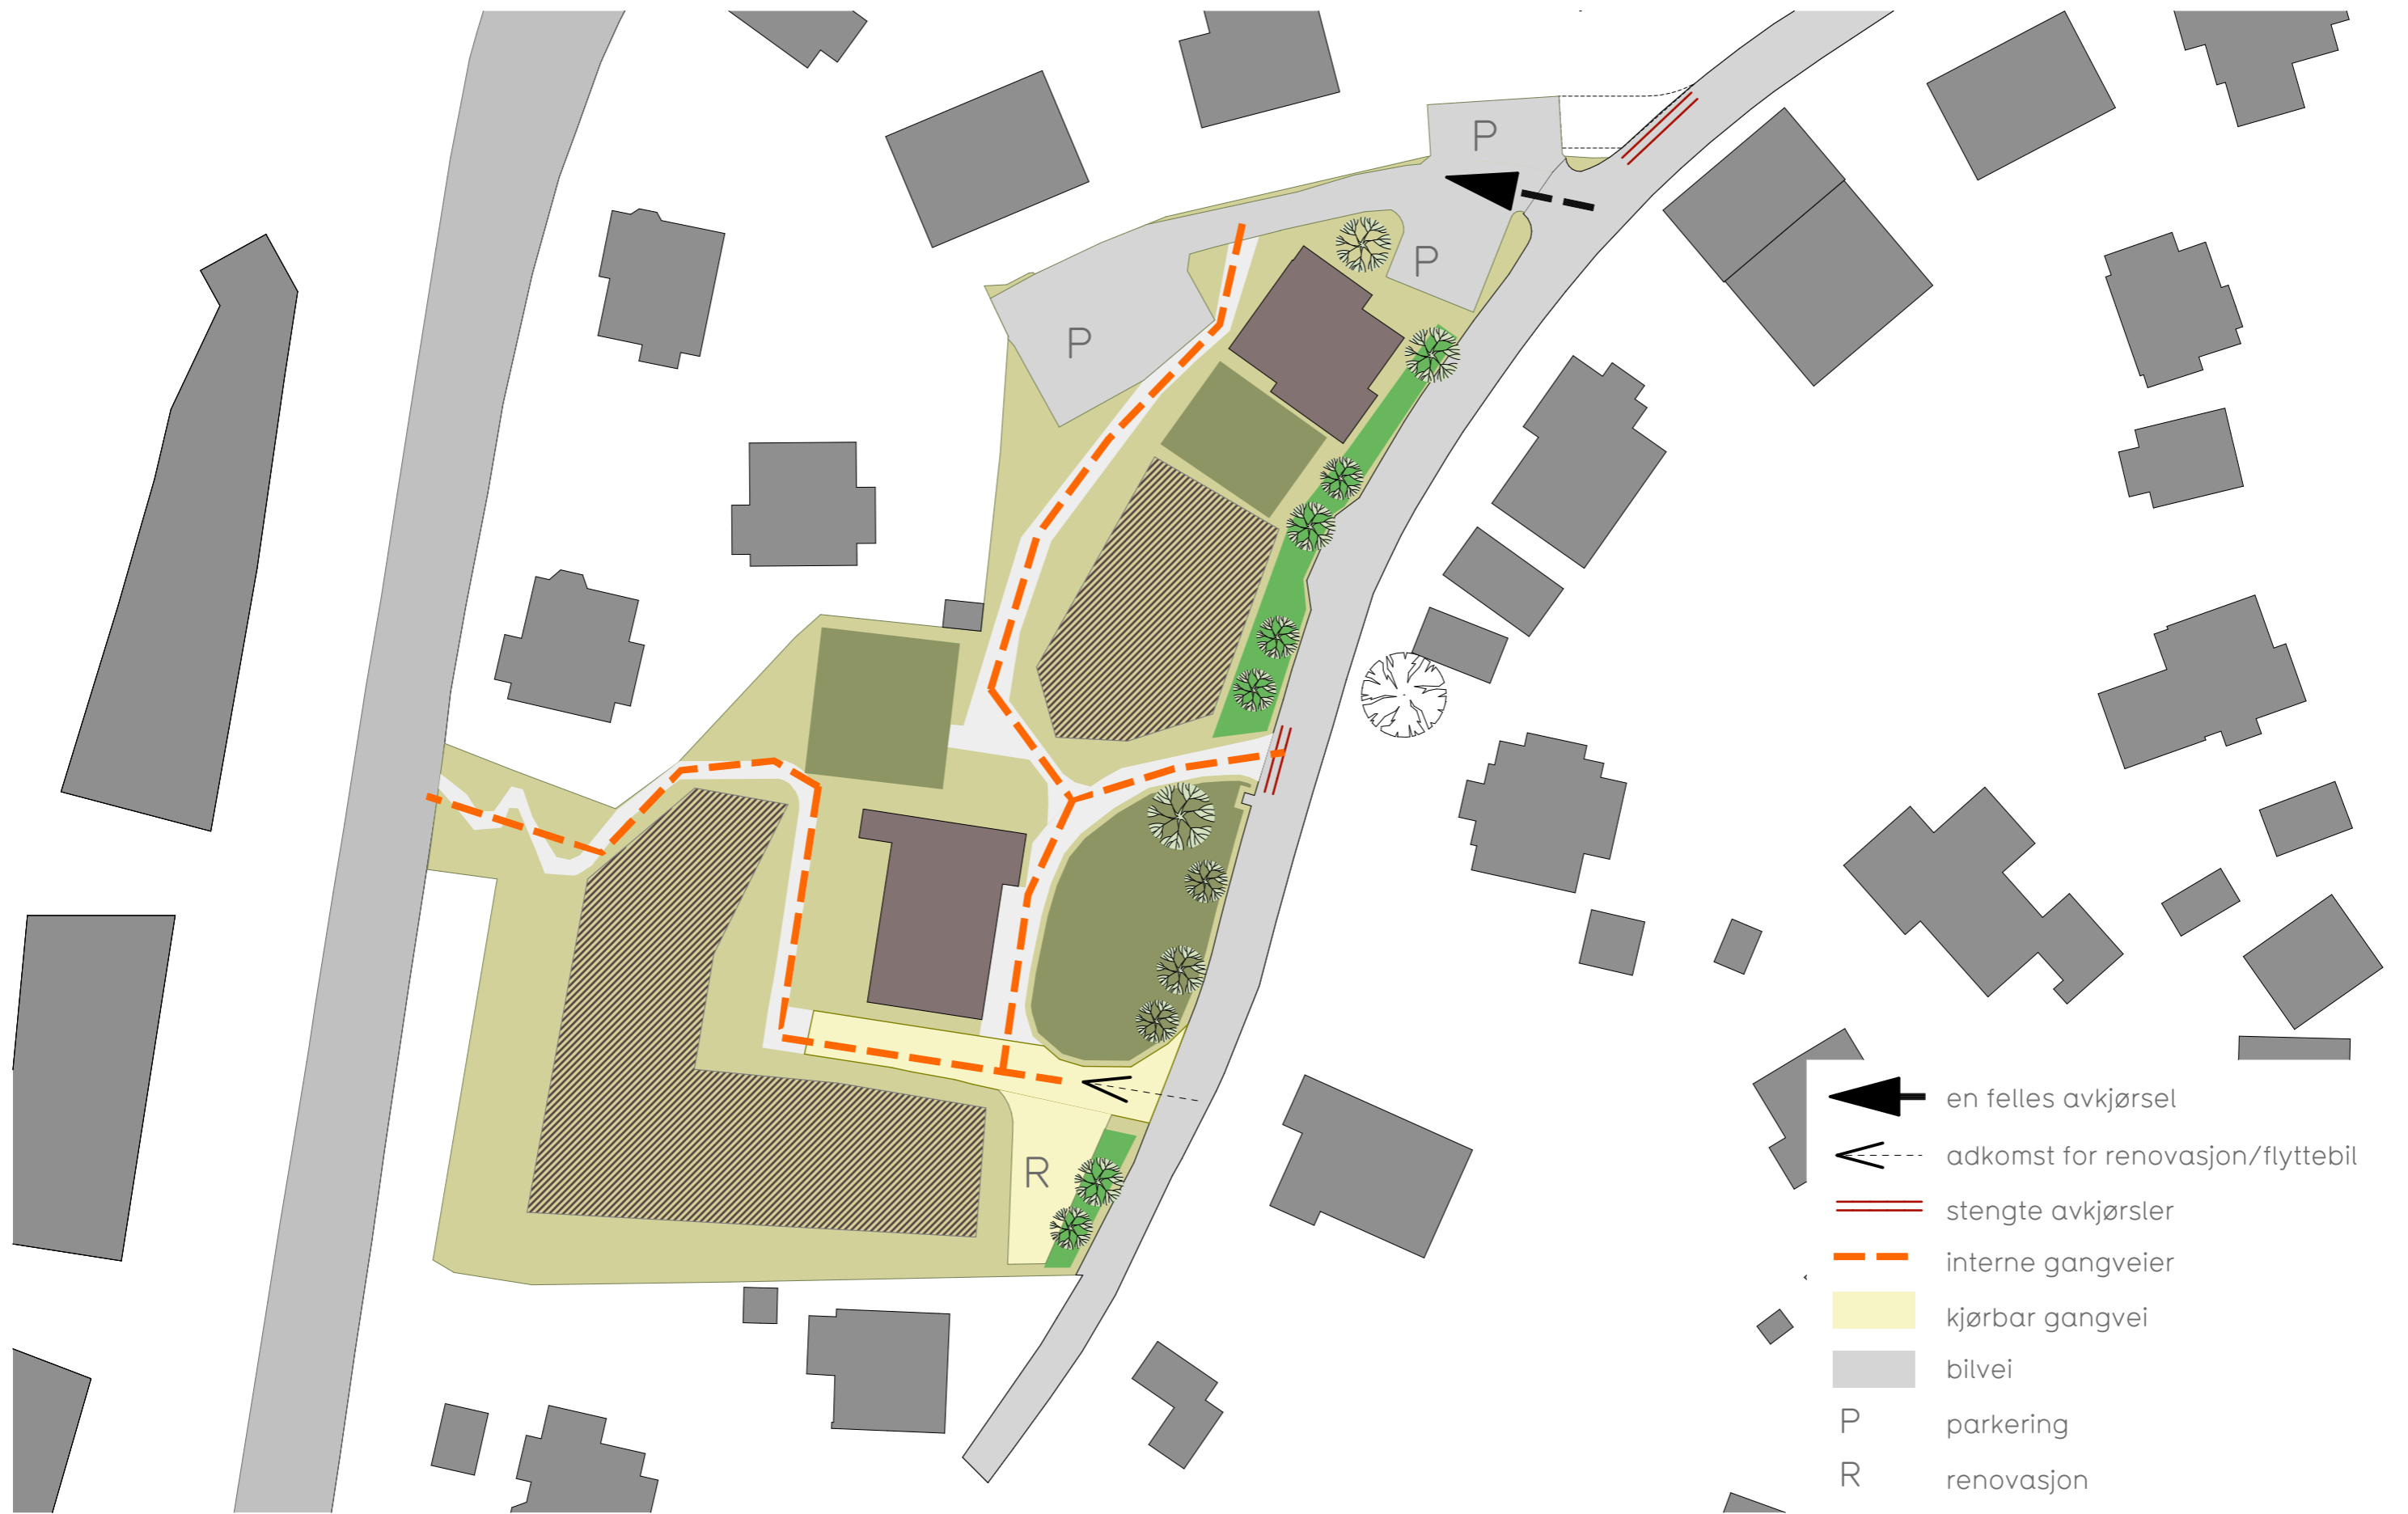 P
P
P
R
en felles avkjørsel
adkomst for renovasjon/flyttebil
stengte avkjørsler
interne gangveier
kjørbar gangvei
bilvei
P parkering
R renovasjon